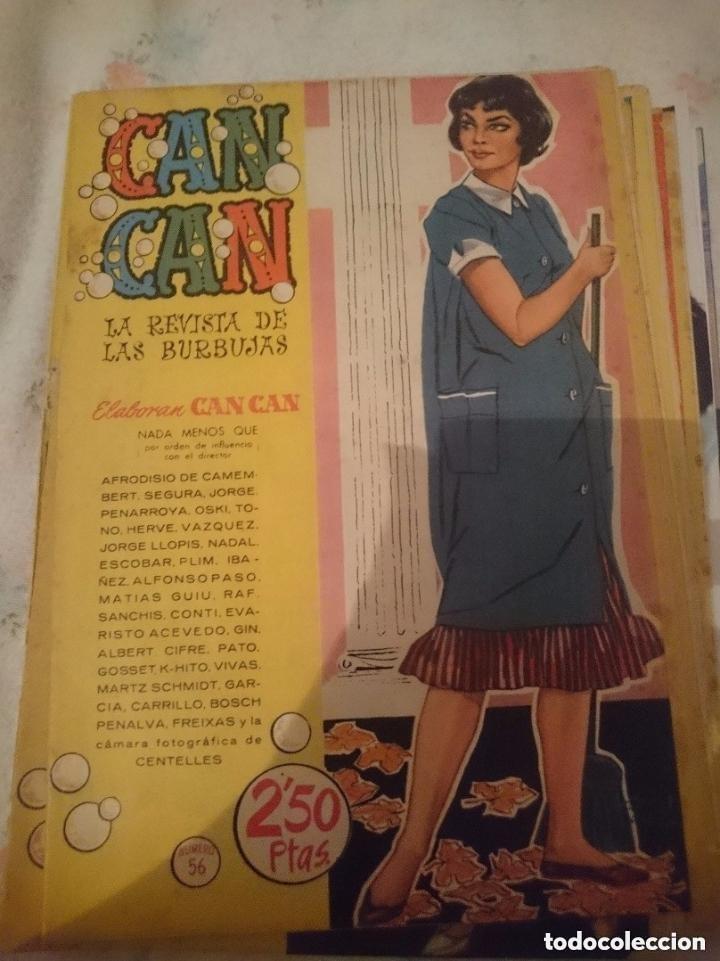 CAN
CAN
LA REVISTA DE
LAS BURBUJAS
Elaboran CAN CAN
NADA MENOS QUE
por orden de influencia
con el director
AFRODISIO DE CAMEM-
BERT, SEGURA, JORGE,
PENARROYA, OSKI, TO-
NO, HERVE, VAZQUEZ,
JORGE LLOPIS, NADAL,
ESCOBAR, PLIM, IBA-
ÑEZ, ALFONSO PASO,
MATIAS GUIU, RAF,
SANCHIS, CONTI, EVA-
RISTO ACEVEDO, GIN,
ALBERT CIFRE, PATO,
GOSSET, K-HITO, VIVAS,
MARTZ SCHMIDT, GAR-
CIA, CARRILLO, BOSCH
PENALVA, FREIXAS y la
cámara fotográfica de
CENTELLES
2'50
Ptas.
NUMERO
56
todocoleccion
todocoleccion.net